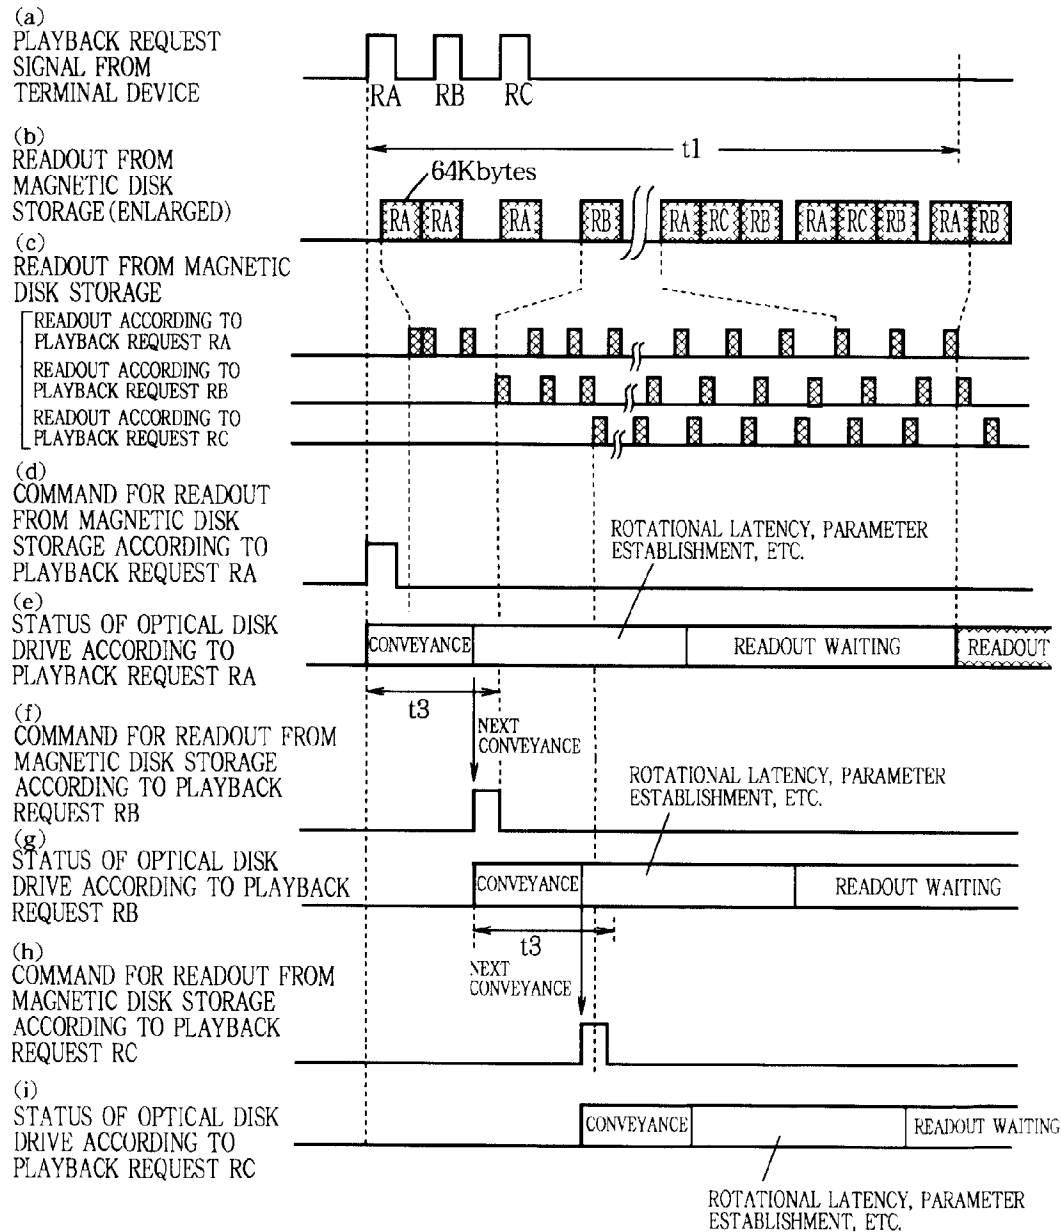 (a)
PLAYBACK REQUEST
SIGNAL FROM
TERMINAL DEVICE
RA RB RC
(b)
READOUT FROM
MAGNETIC DISK
STORAGE(ENLARGED)
t1
64Kbytes
RA RA RA RB RA RC RB RA RC RB RA RB
(c)
READOUT FROM MAGNETIC
DISK STORAGE
READOUT ACCORDING TO
PLAYBACK REQUEST RA
READOUT ACCORDING TO
PLAYBACK REQUEST RB
READOUT ACCORDING TO
PLAYBACK REQUEST RC
(d)
COMMAND FOR READOUT
FROM MAGNETIC DISK
STORAGE ACCORDING TO
PLAYBACK REQUEST RA
ROTATIONAL LATENCY, PARAMETER
ESTABLISHMENT, ETC.
(e)
STATUS OF OPTICAL DISK
DRIVE ACCORDING TO
PLAYBACK REQUEST RA
CONVEYANCE
READOUT WAITING
READOUT
t3
(f)
COMMAND FOR READOUT FROM
MAGNETIC DISK STORAGE
ACCORDING TO PLAYBACK
REQUEST RB
NEXT
CONVEYANCE
ROTATIONAL LATENCY, PARAMETER
ESTABLISHMENT, ETC.
(g)
STATUS OF OPTICAL DISK
DRIVE ACCORDING TO PLAYBACK
REQUEST RB
CONVEYANCE
READOUT WAITING
t3
(h)
COMMAND FOR READOUT FROM
MAGNETIC DISK STORAGE
ACCORDING TO PLAYBACK
REQUEST RC
NEXT
CONVEYANCE
(i)
STATUS OF OPTICAL DISK
DRIVE ACCORDING TO
PLAYBACK REQUEST RC
CONVEYANCE
READOUT WAITING
ROTATIONAL LATENCY, PARAMETER
ESTABLISHMENT, ETC.